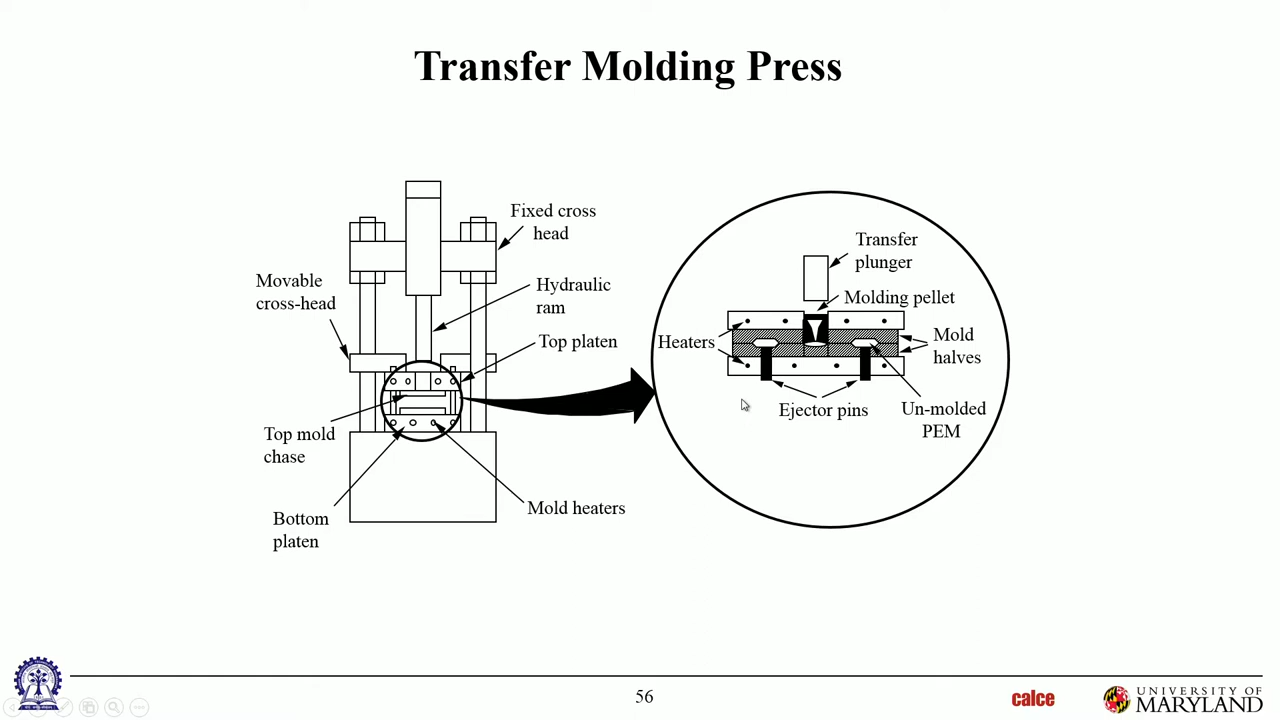 Transfer Molding Press
Fixed cross
head
Movable
cross-head
Hydraulic
ram
Top platen
Top mold
chase
Bottom
platen
Mold heaters
Transfer
plunger
Molding pellet
Heaters
Mold
halves
Ejector pins
Un-molded
PEM
56
calce
UNIVERSITY OF
MARYLAND